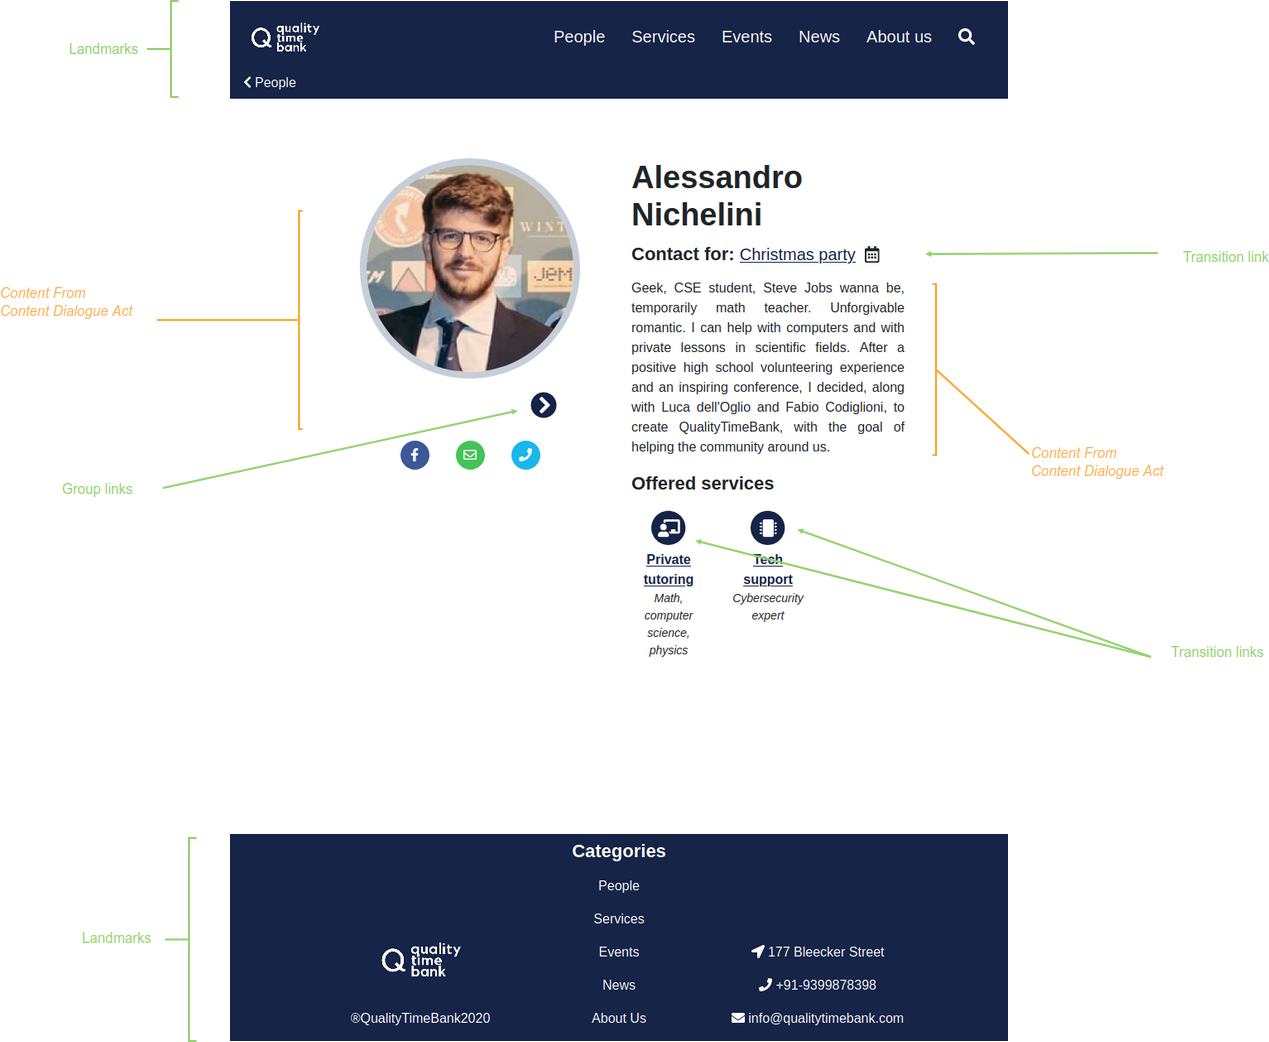 Landmarks
quality
time
bank
People Services Events News About us
People
Alessandro
Nichelini
Contact for: Christmas party
Transition link
Content From
Content Dialogue Act
WINT
JEM
Geek, CSE student, Steve Jobs wanna be,
temporarily math teacher. Unforgivable
romantic. I can help with computers and with
private lessons in scientific fields. After a
positive high school volunteering experience
and an inspiring conference, I decided, along
with Luca dell'Oglio and Fabio Codiglioni, to
create QualityTimeBank, with the goal of
helping the community around us.
Content From
Content Dialogue Act
Group links
Offered services
Private
tutoring
Math,
computer
science,
physics
Tech
support
Cybersecurity
expert
Transition links
Landmarks
Categories
People
Services
Events
News
About Us
quality
time
bank
®QualityTimeBank2020
177 Bleecker Street
+91-9399878398
info@qualitytimebank.com